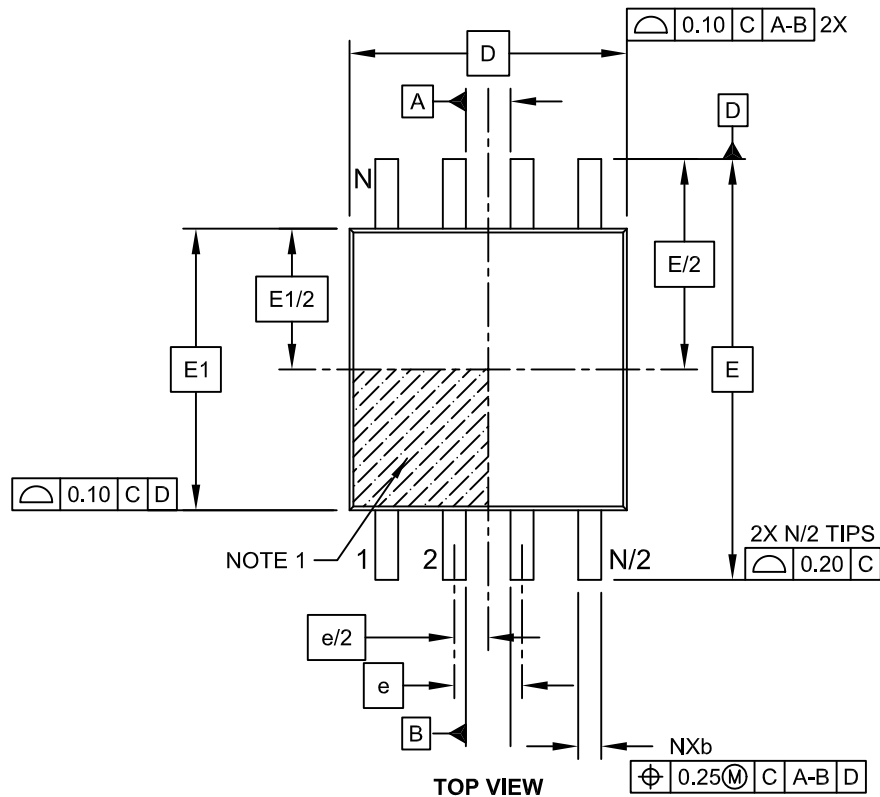 0.10 C A-B 2X
D
A
D
N
E/2
E1/2
E1
E
0.10 C D
NOTE 1
1
2
N/2
2X N/2 TIPS
0.20 C
e/2
e
B
NXb
0.25Ⓜ C A-B D
TOP VIEW